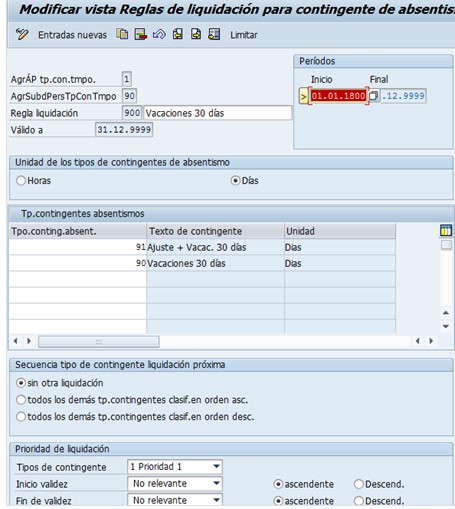 Modificar vista Reglas de liquidación para contingente de absentis
Entradas nuevas Limitar
Períodos
Inicio Final
AgrÁP tp.con.tmpo. 1
01.01.1800 .12.9999
AgrSubdPersTpConTmpo 90
Regla liquidación 900 Vacaciones 30 días
Válido a 31.12.9999
Unidad de los tipos de contingentes de absentismo
Horas Días
Tp.contingentes absentismos
Tpo.conting.absent. Texto de contingente Unidad
91 Ajuste + Vacac. 30 días Dias
90 Vacaciones 30 días Dias
Secuencia tipo de contingente liquidación próxima
sin otra liquidación
todos los demás tp.contingentes clasif.en orden asc.
todos los demás tp.contingentes clasif.en orden desc.
Prioridad de liquidación
Tipos de contingente 1 Prioridad 1
Inicio validez No relevante ascendente Descend.
Fin de validez No relevante ascendente Descend.